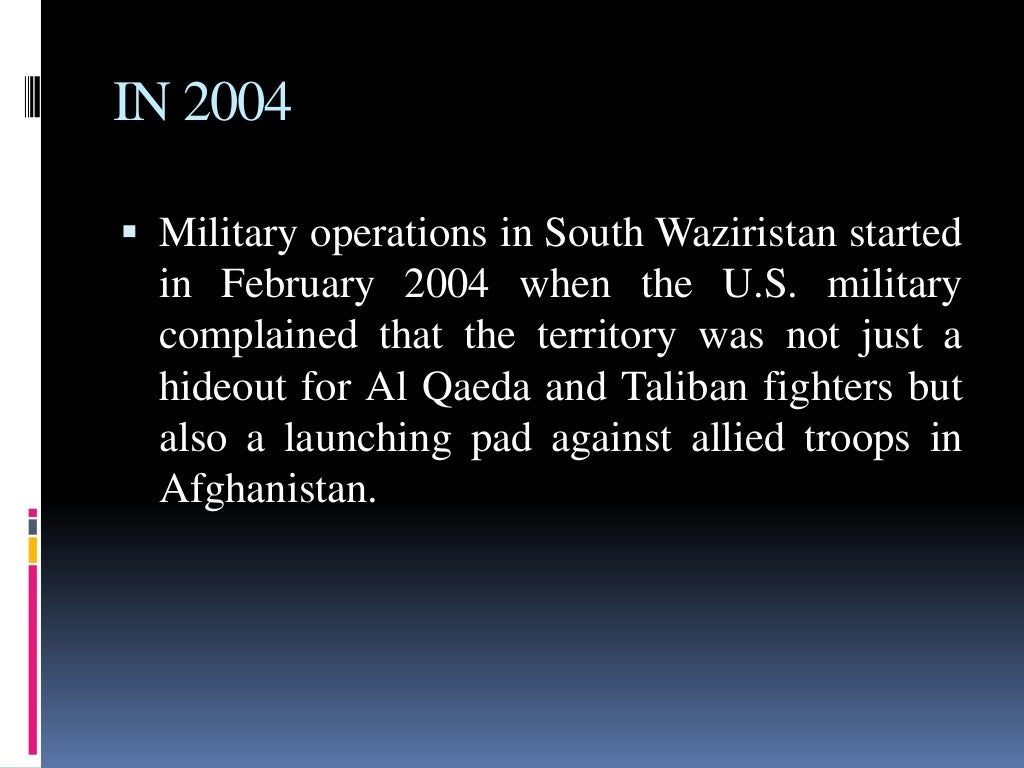 IN 2004
▪ Military operations in South Waziristan started
in February 2004 when the U.S. military
complained that the territory was not just a
hideout for Al Qaeda and Taliban fighters but
also a launching pad against allied troops in
Afghanistan.